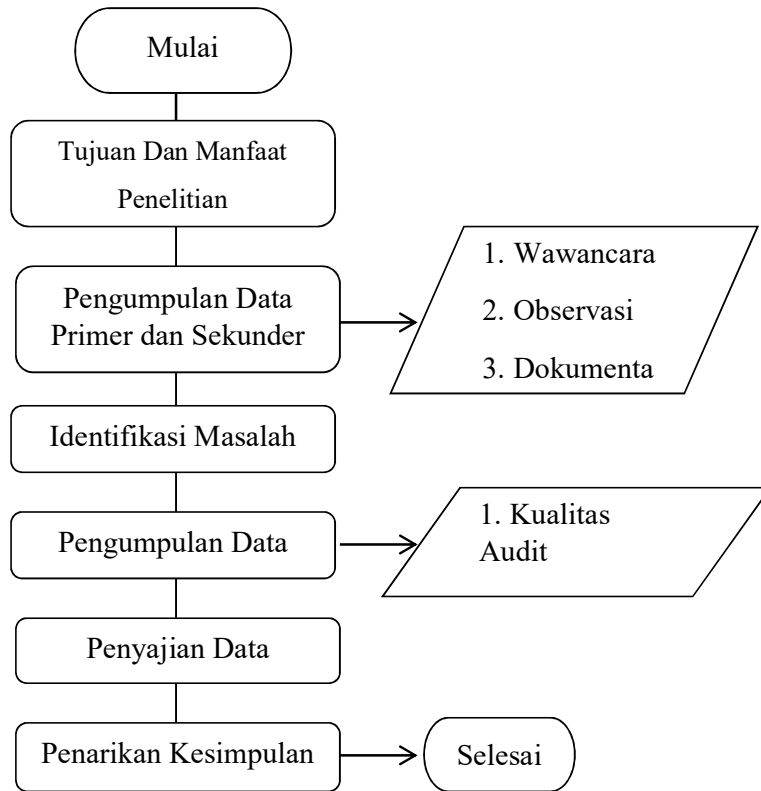 Mulai
Tujuan Dan Manfaat
Penelitian
Pengumpulan Data
Primer dan Sekunder
1. Wawancara
2. Observasi
3. Dokumenta
Identifikasi Masalah
Pengumpulan Data
1. Kualitas
Audit
Penyajian Data
Penarikan Kesimpulan
Selesai